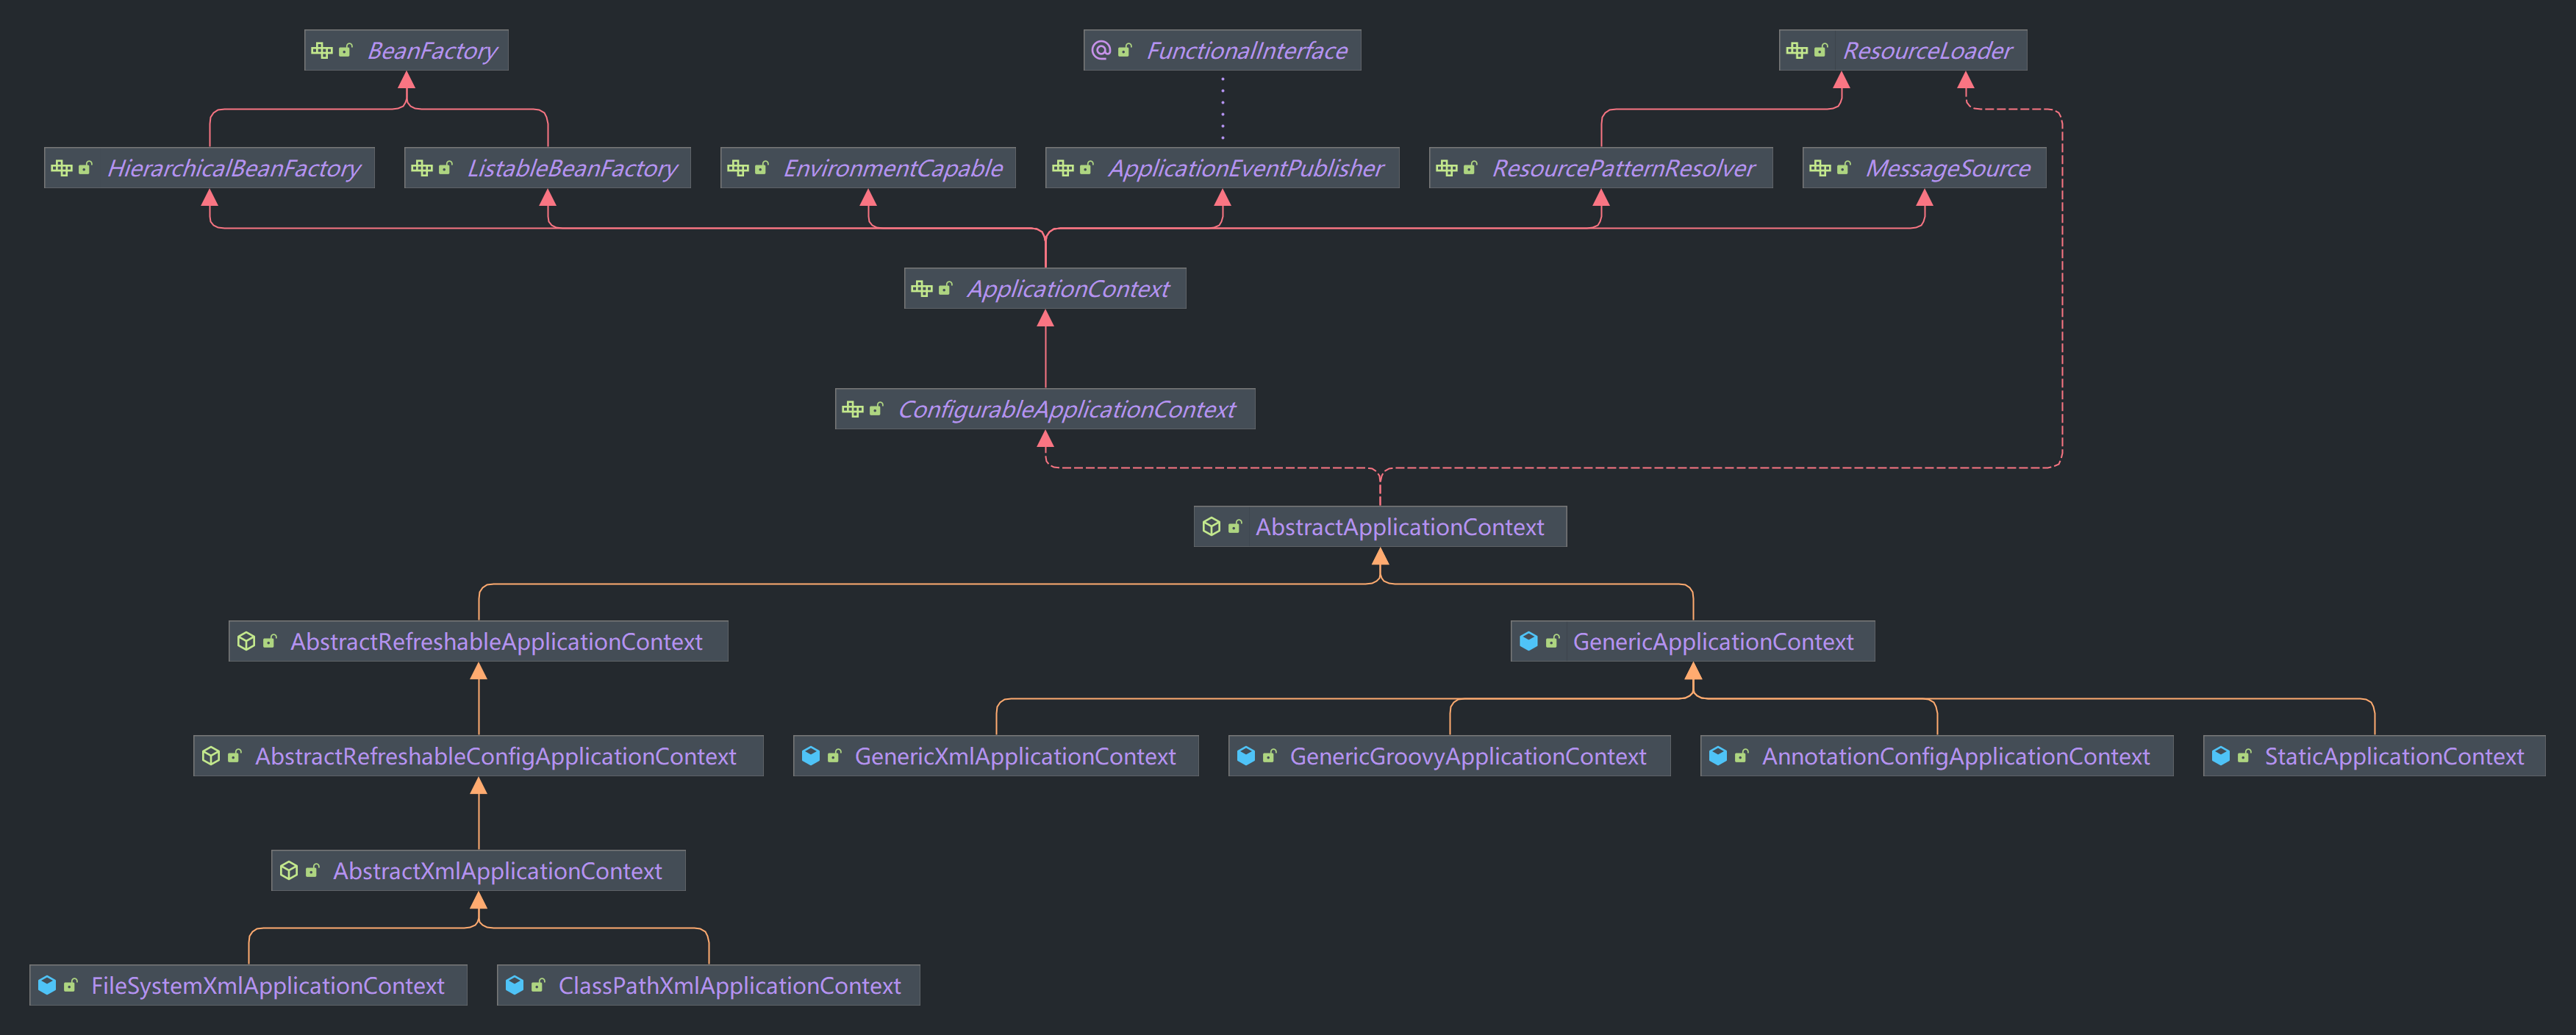 BeanFactory
FunctionalInterface
ResourceLoader
HierarchicalBeanFactory
ListableBeanFactory
EnvironmentCapable
ApplicationEventPublisher
ResourcePatternResolver
MessageSource
ApplicationContext
ConfigurableApplicationContext
AbstractApplicationContext
AbstractRefreshableApplicationContext
GenericApplicationContext
AbstractRefreshableConfigApplicationContext
GenericXmlApplicationContext
GenericGroovyApplicationContext
AnnotationConfigApplicationContext
StaticApplicationContext
AbstractXmlApplicationContext
FileSystemXmlApplicationContext
ClassPathXmlApplicationContext